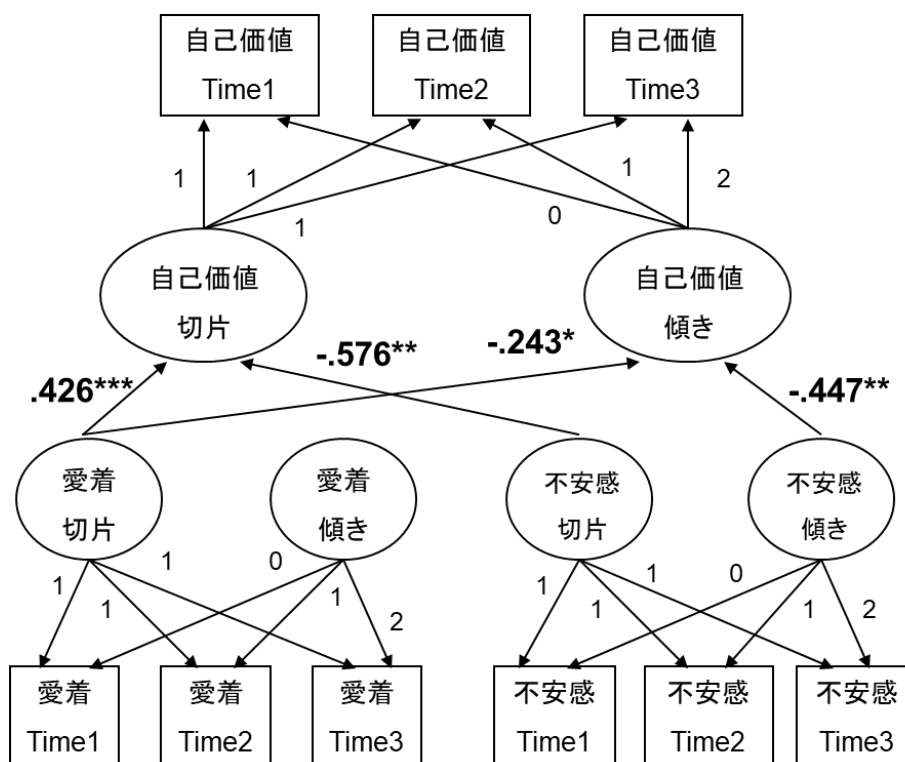 自己価値
Time1
自己価値
Time2
自己価値
Time3
1
1
1
0
1
2
自己価値
切片
自己価値
傾き
.426***
-.576**
-.243*
-.447**
愛着
切片
愛着
傾き
不安感
切片
不安感
傾き
1
1
1
0
1
2
1
1
1
0
1
2
愛着
Time1
愛着
Time2
愛着
Time3
不安感
Time1
不安感
Time2
不安感
Time3